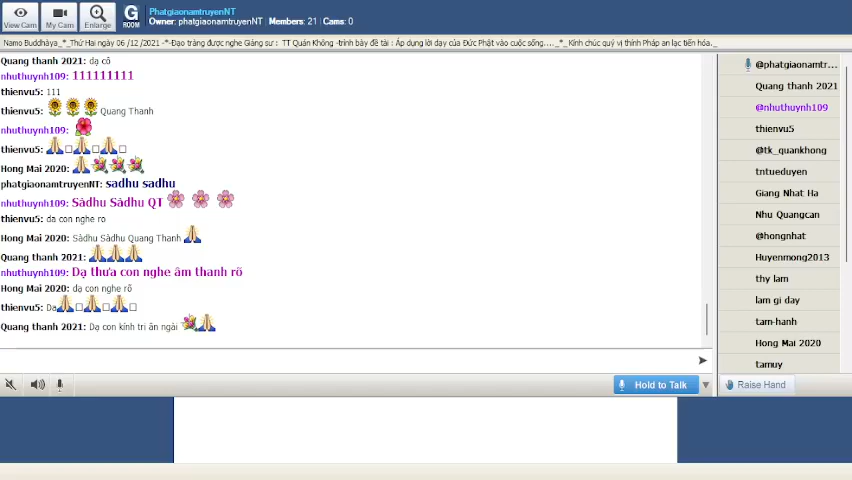 View Cam
My Cam
Enlarge
G
ROOM
PhatgiaonamtruyenNT
Owner: phatgiaonamtruyenNT | Members: 21 | Cams: 0
Namo Buddhàya_*_Thứ Hai ngày 06 /12 /2021 -*-Đạo tràng được nghe Giảng sư : TT Quán Không -trình bày đề tài : Áp dụng lời dạy của Đức Phật vào cuộc sống...._*_ Kính chúc quý vị thính Pháp an lạc tiến hóa._
Quang thanh 2021: dạ cô
nhuthuynh109: 111111111
thienvu5: 111
thienvu5: Quang Thanh
nhuthuynh109:
thienvu5:
Hong Mai 2020:
phatgiaonamtruyenNT: sadhu sadhu
nhuthuynh109: Sādhu Sādhu QT
thienvu5: da con nghe ro
Hong Mai 2020: Sādhu Sādhu Quang Thanh
Quang thanh 2021:
nhuthuynh109: Dạ thưa con nghe âm thanh rõ
Hong Mai 2020: dạ con nghe rõ
thienvu5: Da
Quang thanh 2021: Dạ con kính tri ân ngài
@phatgiaonamtr...
Quang thanh 2021
@nhuthuynh109
thienvu5
@tk_quankhong
tntueduyen
Giang Nhat Ha
Nhu Quangcan
@hongnhat
Huyenmong2013
thy lam
lam gi day
tam-hanh
Hong Mai 2020
tamuy
Hold to Talk
Raise Hand